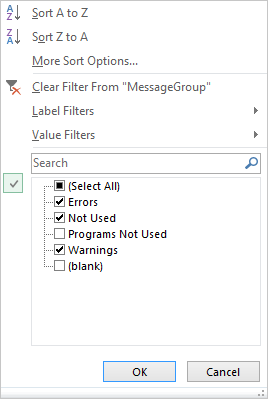 Sort A to Z
Sort Z to A
More Sort Options...
Clear Filter From "MessageGroup"
Label Filters
Value Filters
Search
(Select All)
Errors
Not Used
Programs Not Used
Warnings
(blank)
OK Cancel